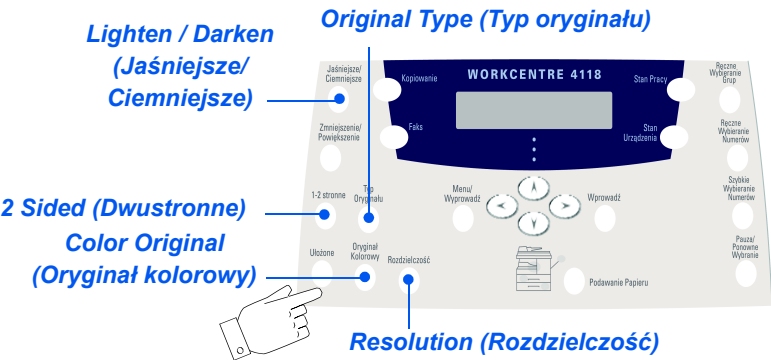 Original Type (Typ oryginału)
Lighten / Darken
(Jaśniejsze/
Ciemniejsze)
2 Sided (Dwustronne)
Color Original
(Oryginał kolorowy)
Resolution (Rozdzielczość)
Jaśniejsze/
Ciemniejsze
Kopiowanie
WORKCENTRE 4118
Stan Pracy
Ręczne
Wybieranie
Grup
Zmniejszenie/
Powiększenie
Faks
Stan
Urządzenia
Ręczne
Wybieranie
Numerów
1-2 stronne
Typ
Oryginału
Menu/
Wyprowadź
Wprowadź
Szybkie
Wybieranie
Numerów
Ułożone
Oryginał
Kolorowy
Rozdzielczość
Podawanie Papieru
Pauza/
Ponowne
Wybranie